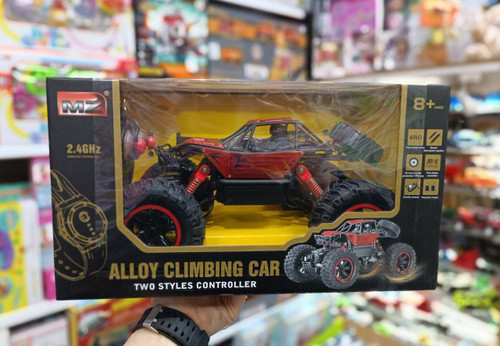 MZ
2.4GHz
8+
4WD
ALLOY CLIMBING CAR
TWO STYLES CONTROLLER